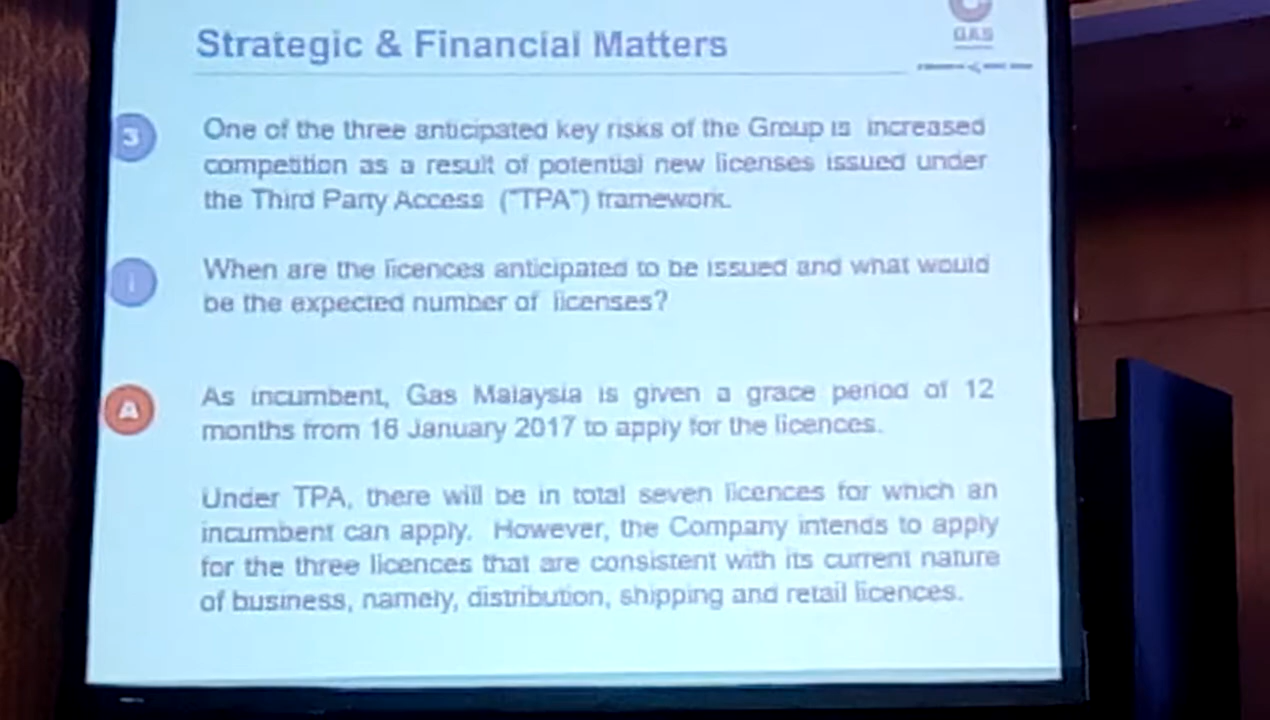 GAS
Strategic & Financial Matters
3
One of the three anticipated key risks of the Group is increased
competition as a result of potential new licenses issued under
the Third Party Access ("TPA") framework.
i
When are the licences anticipated to be issued and what would
be the expected number of licenses?
A
As incumbent, Gas Malaysia is given a grace period of 12
months from 16 January 2017 to apply for the licences.
Under TPA, there will be in total seven licences for which an
incumbent can apply. However, the Company intends to apply
for the three licences that are consistent with its current nature
of business, namely, distribution, shipping and retail licences.